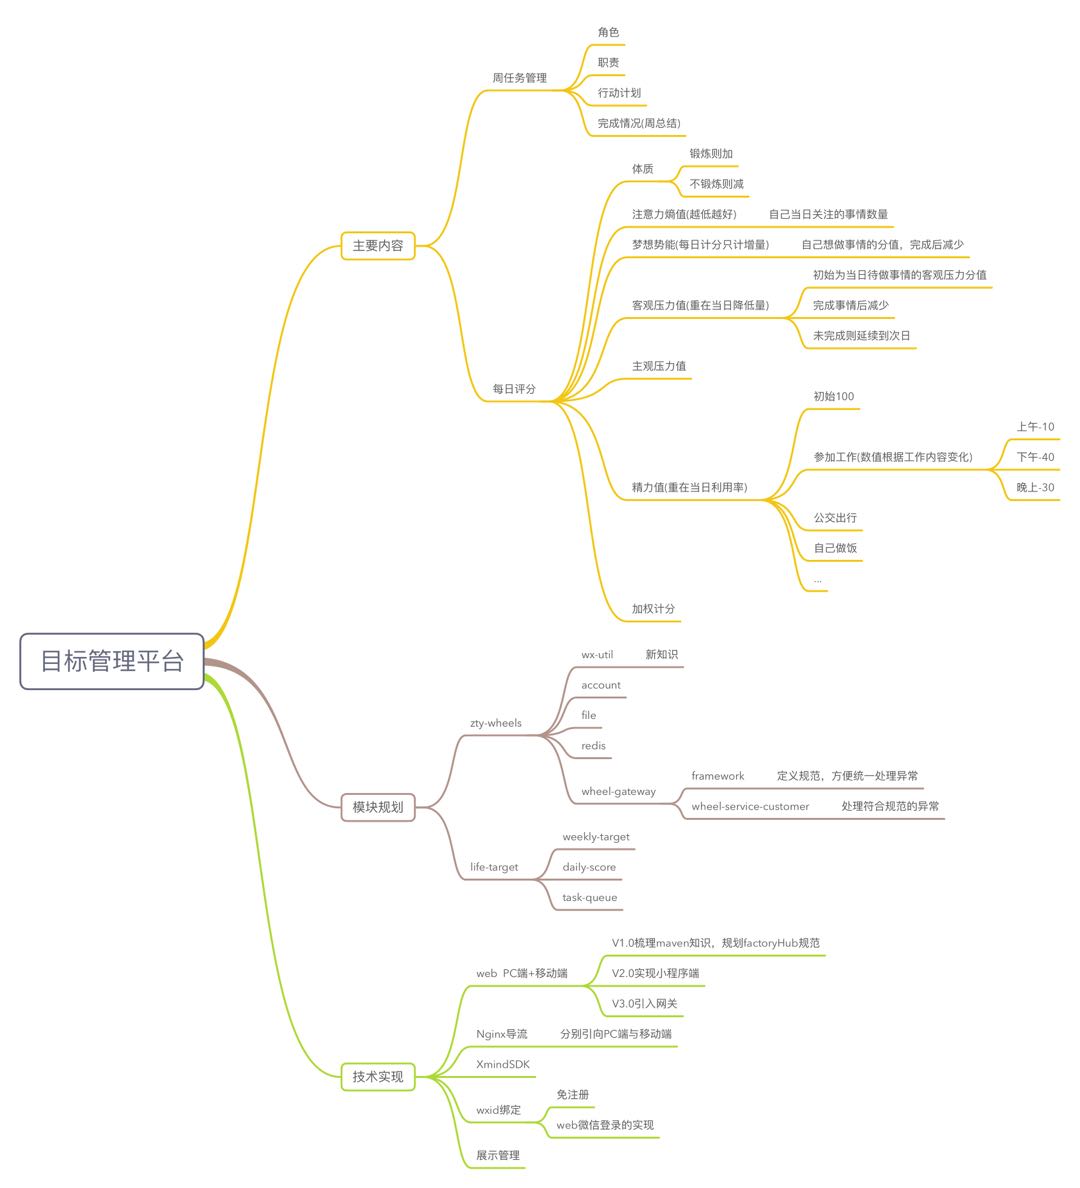 目标管理平台
主要内容
周任务管理
角色
职责
行动计划
完成情况(周总结)
每日评分
体质
锻炼则加
不锻炼则减
注意力熵值(越低越好)
自己当日关注的事情数量
梦想势能(每日计分只计增量)
自己想做事情的分值，完成后减少
客观压力值(重在当日降低量)
初始为当日待做事情的客观压力分值
完成事情后减少
未完成则延续到次日
主观压力值
精力值(重在当日利用率)
初始100
参加工作(数值根据工作内容变化)
上午-10
下午-40
晚上-30
公交出行
自己做饭
...
加权计分
模块规划
zty-wheels
wx-util
新知识
account
file
redis
wheel-gateway
framework
定义规范，方便统一处理异常
wheel-service-customer
处理符合规范的异常
life-target
weekly-target
daily-score
task-queue
技术实现
web  PC端+移动端
V1.0梳理maven知识，规划factoryHub规范
V2.0实现小程序端
V3.0引入网关
Nginx导流
分别引向PC端与移动端
XmindSDK
wxid绑定
免注册
web微信登录的实现
展示管理